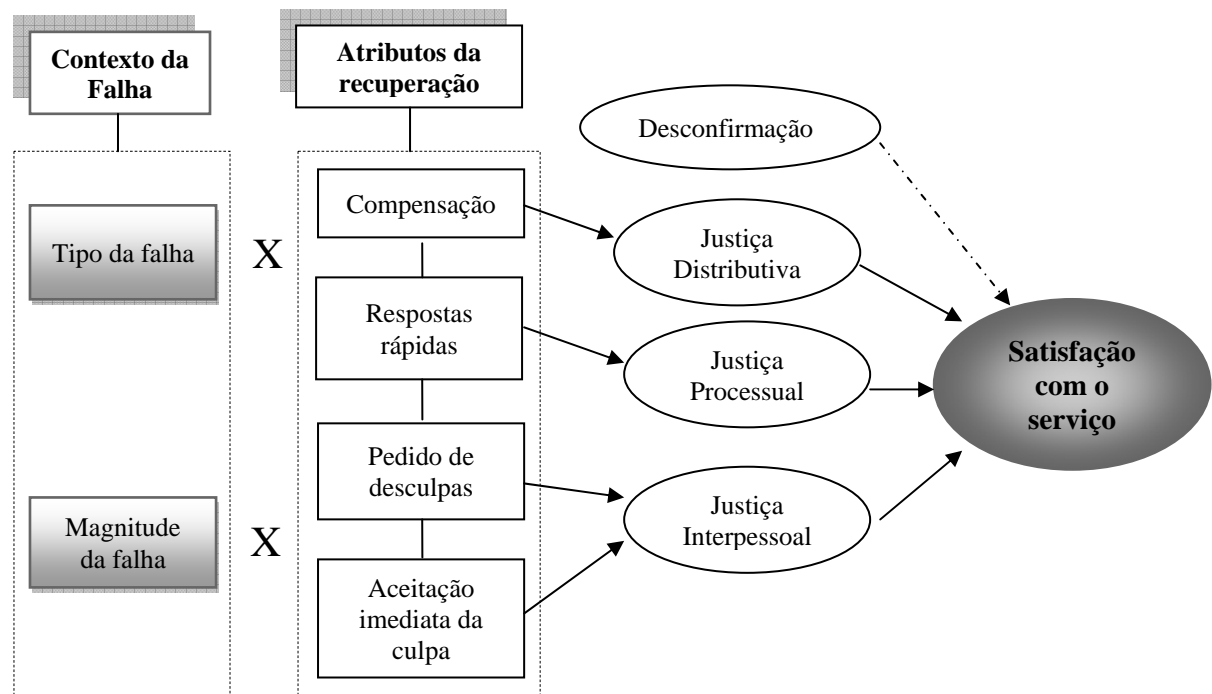 Contexto da
Falha
Atributos da
recuperação
Desconfirmação
Compensação
Tipo da falha
X
Justiça
Distributiva
Respostas
rápidas
Justiça
Processual
Satisfação
com o
serviço
Pedido de
desculpas
Magnitude
da falha
X
Justiça
Interpessoal
Aceitação
imediata da
culpa